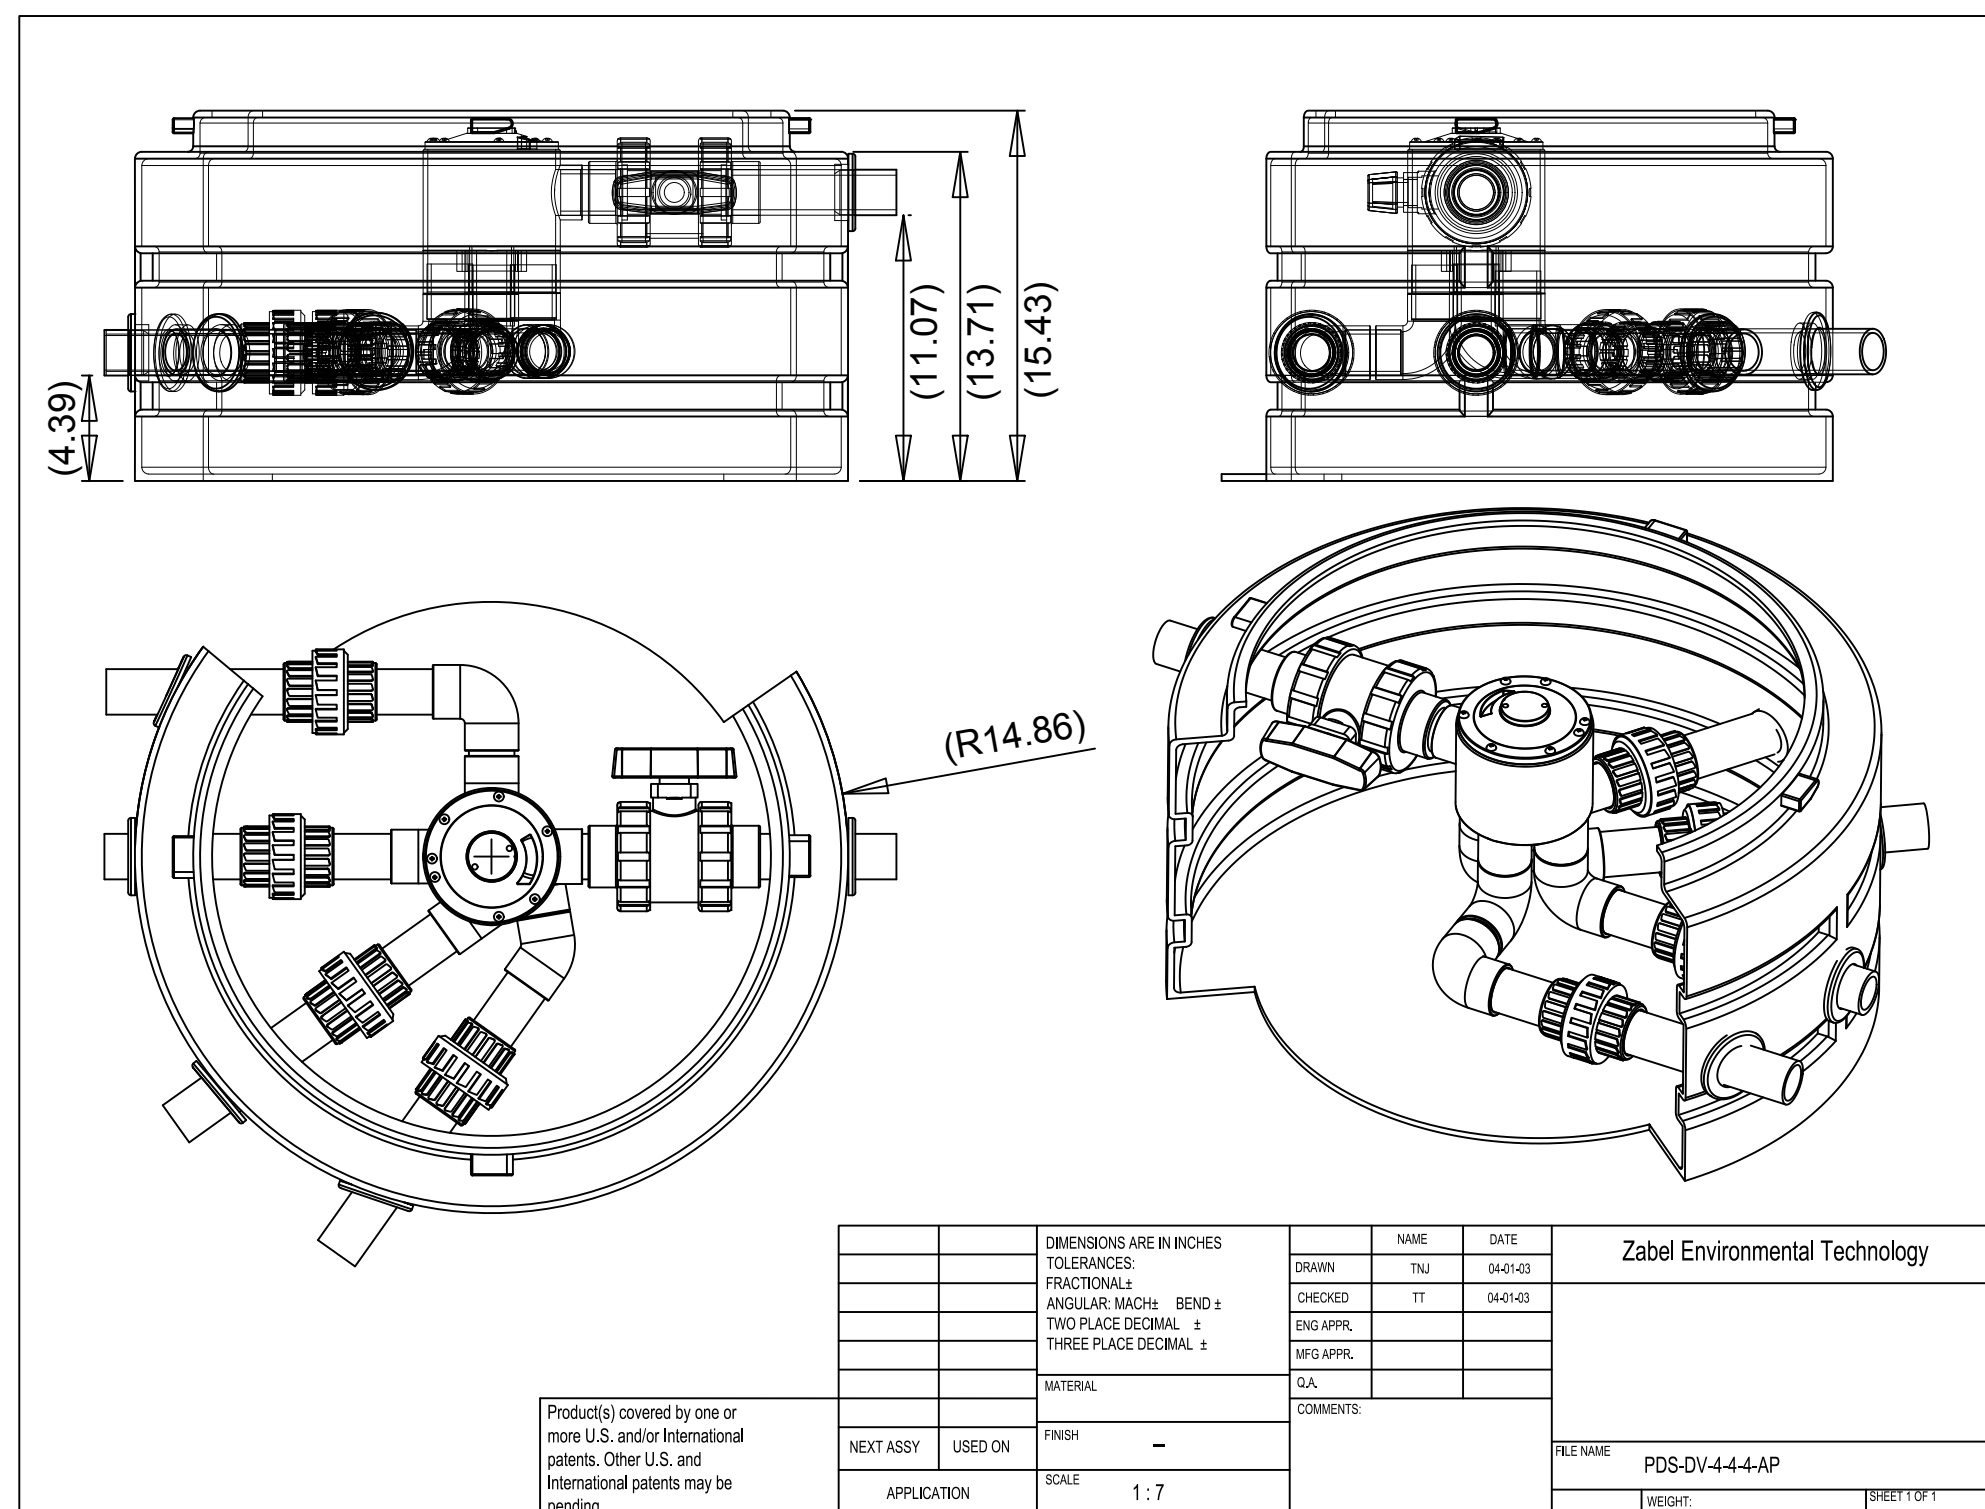 (4.39)
(11.07)
(13.71)
(15.43)
(R14.86)
DIMENSIONS ARE IN INCHES
TOLERANCES:
FRACTIONAL±
ANGULAR: MACH± BEND ±
TWO PLACE DECIMAL ±
THREE PLACE DECIMAL ±
MATERIAL
FINISH
–
SCALE
1 : 7
NEXT ASSY USED ON
APPLICATION
Product(s) covered by one or
more U.S. and/or International
patents. Other U.S. and
International patents may be
pending
NAME DATE
DRAWN TNJ 04-01-03
CHECKED TT 04-01-03
ENG APPR.
MFG APPR.
Q.A.
COMMENTS:
Zabel Environmental Technology
FILE NAME
PDS-DV-4-4-4-AP
WEIGHT:
SHEET 1 OF 1